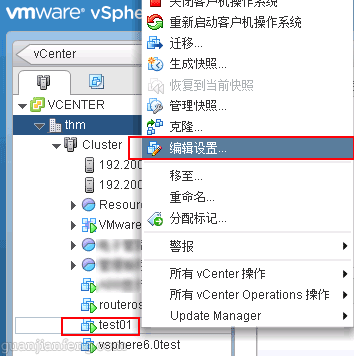 vmware® vSphere
vCenter
VCENTER
thm
Cluster
192.200
192.200
Resour
VMware
routeros
test01
vsphere6.0test
关闭客户机操作系统
重新启动客户机操作系统
迁移...
生成快照...
恢复到当前快照
管理快照...
克隆...
编辑设置...
移至...
重命名...
分配标记...
警报
所有 vCenter 操作
所有 vCenter Operations 操作
Update Manager